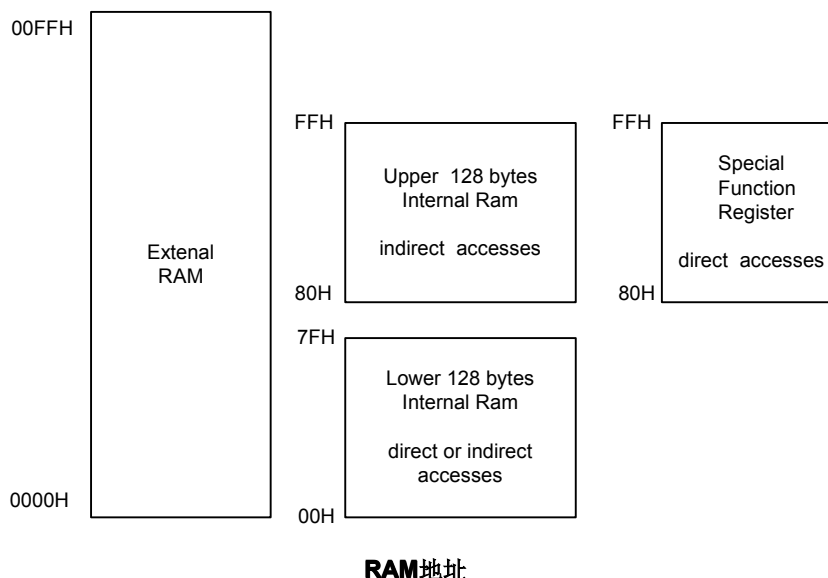 00FFH
Extenal
RAM
0000H
FFH
Upper 128 bytes
Internal Ram
indirect accesses
80H
7FH
Lower 128 bytes
Internal Ram
direct or indirect
accesses
00H
FFH
Special
Function
Register
direct accesses
80H
RAM地址